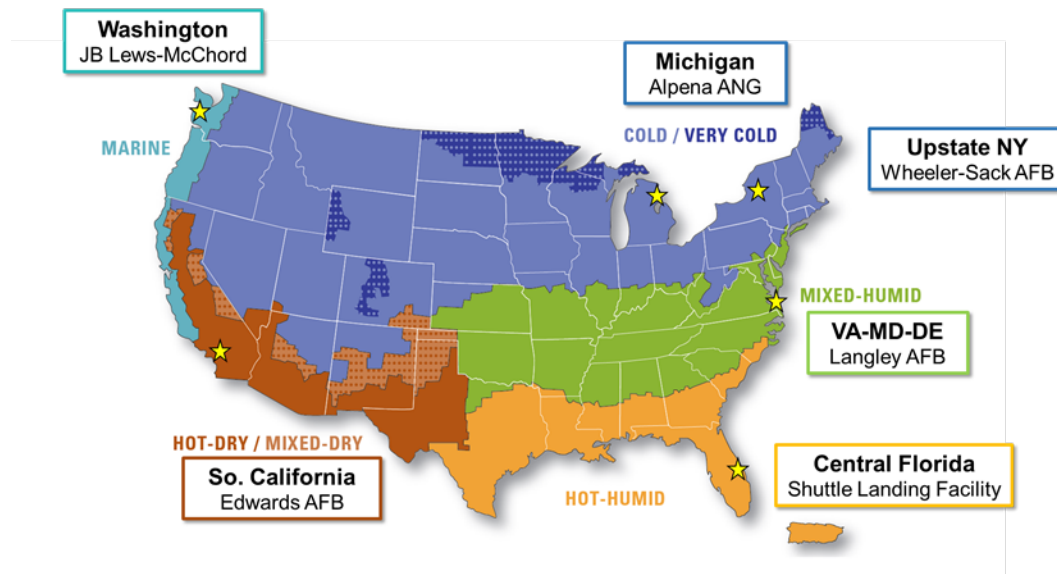 Washington
JB Lews-McChord
Michigan
Alpena ANG
MARINE
COLD / VERY COLD
Upstate NY
Wheeler-Sack AFB
MIXED-HUMID
VA-MD-DE
Langley AFB
HOT-DRY / MIXED-DRY
So. California
Edwards AFB
HOT-HUMID
Central Florida
Shuttle Landing Facility